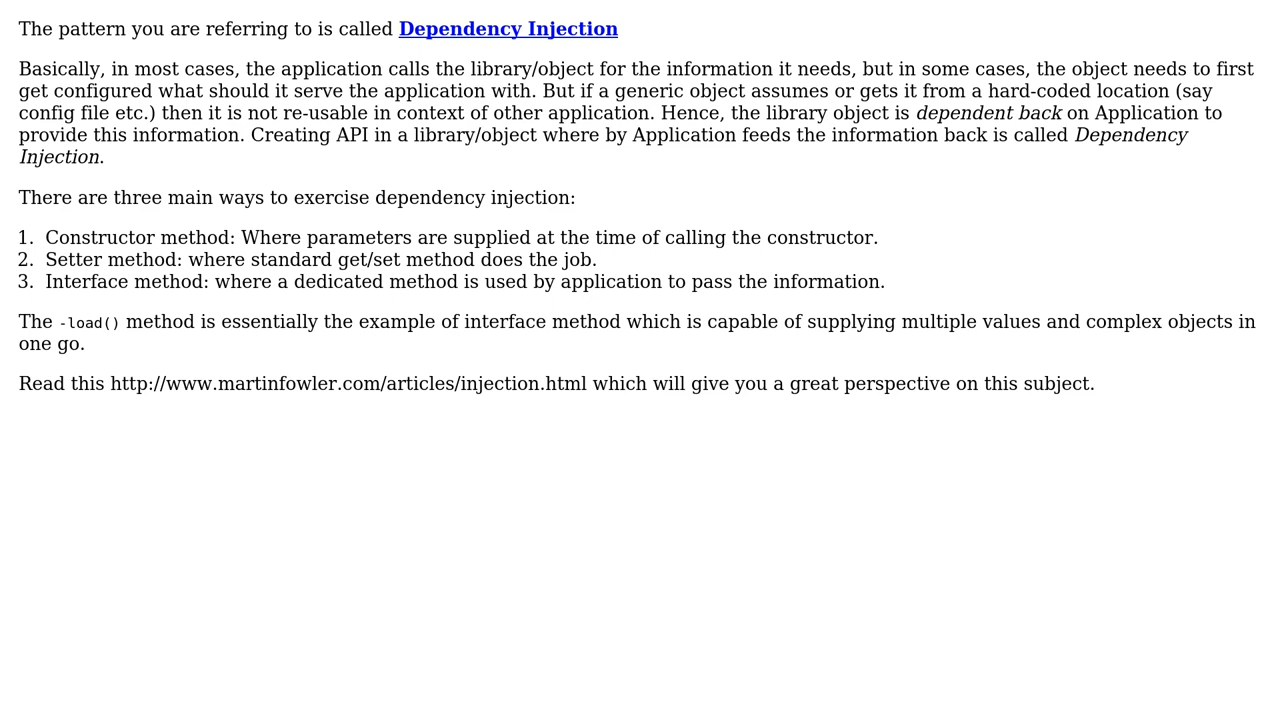 The pattern you are referring to is called Dependency Injection
Basically, in most cases, the application calls the library/object for the information it needs, but in some cases, the object needs to first
get configured what should it serve the application with. But if a generic object assumes or gets it from a hard-coded location (say
config file etc.) then it is not re-usable in context of other application. Hence, the library object is dependent back on Application to
provide this information. Creating API in a library/object where by Application feeds the information back is called Dependency
Injection.
There are three main ways to exercise dependency injection:
1. Constructor method: Where parameters are supplied at the time of calling the constructor.
2. Setter method: where standard get/set method does the job.
3. Interface method: where a dedicated method is used by application to pass the information.
The -load() method is essentially the example of interface method which is capable of supplying multiple values and complex objects in
one go.
Read this http://www.martinfowler.com/articles/injection.html which will give you a great perspective on this subject.